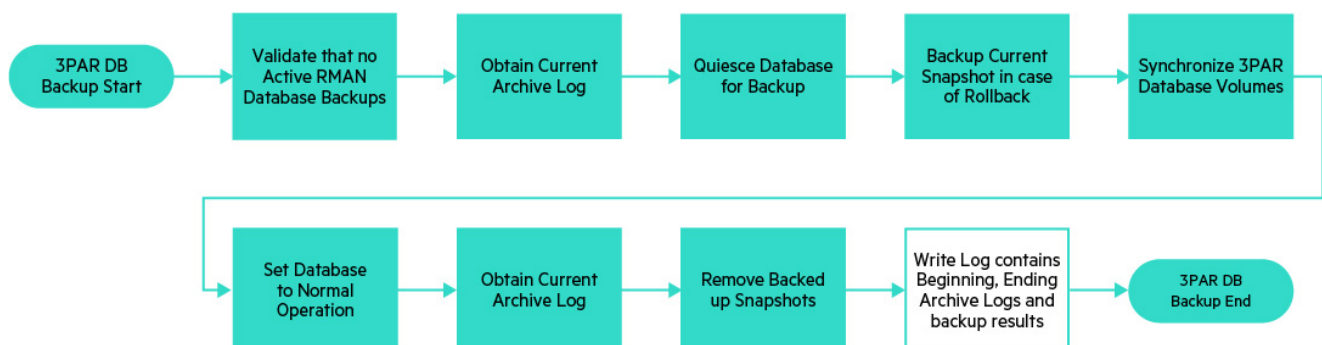 3PAR DB
Backup Start
Validate that no
Active RMAN
Database Backups
Obtain Current
Archive Log
Quiesce Database
for Backup
Backup Current
Snapshot in case
of Rollback
Synchronize 3PAR
Database Volumes
Set Database
to Normal
Operation
Obtain Current
Archive Log
Remove Backed
up Snapshots
Write Log contains
Beginning, Ending
Archive Logs and
backup results
3PAR DB
Backup End